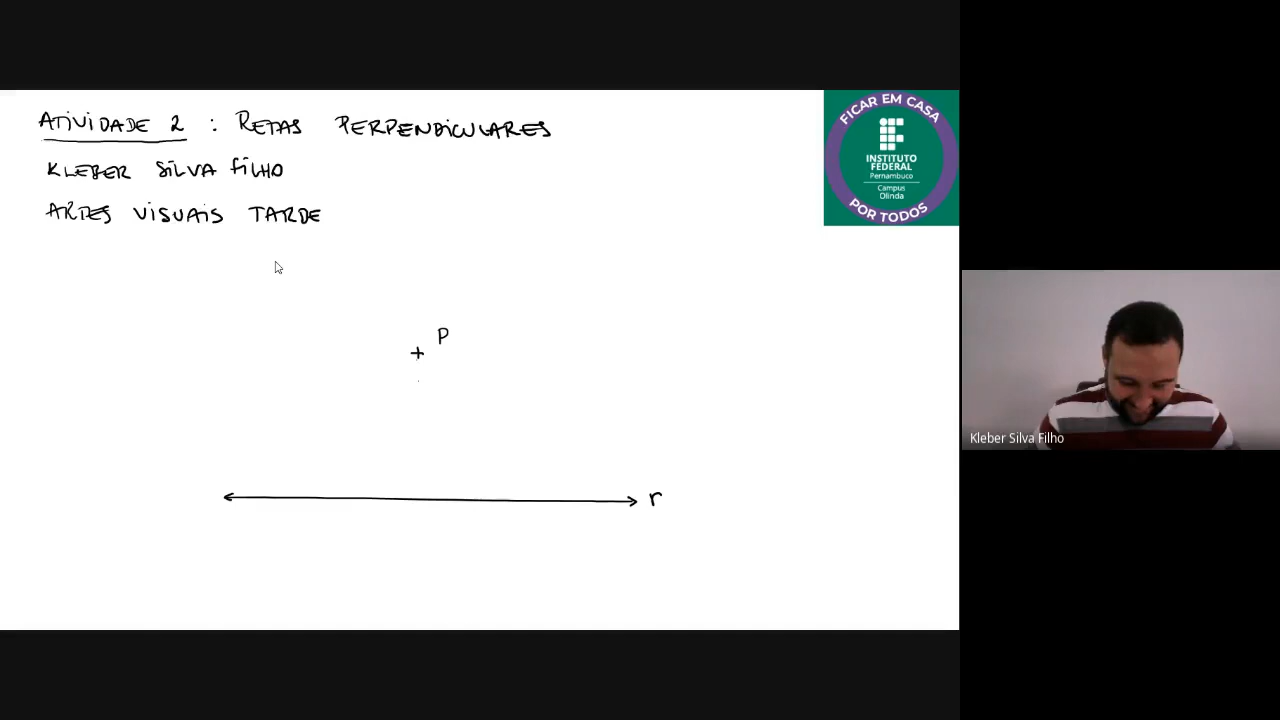 ATIVIDADE 2 : RETAS PERPENDICULARES
KLEBER SILVA FILHO
ARTES VISUAIS TARDE
FICAR EM CASA
INSTITUTO
FEDERAL
Pernambuco
Campus
Olinda
POR TODOS
P
r
Kleber Silva Filho